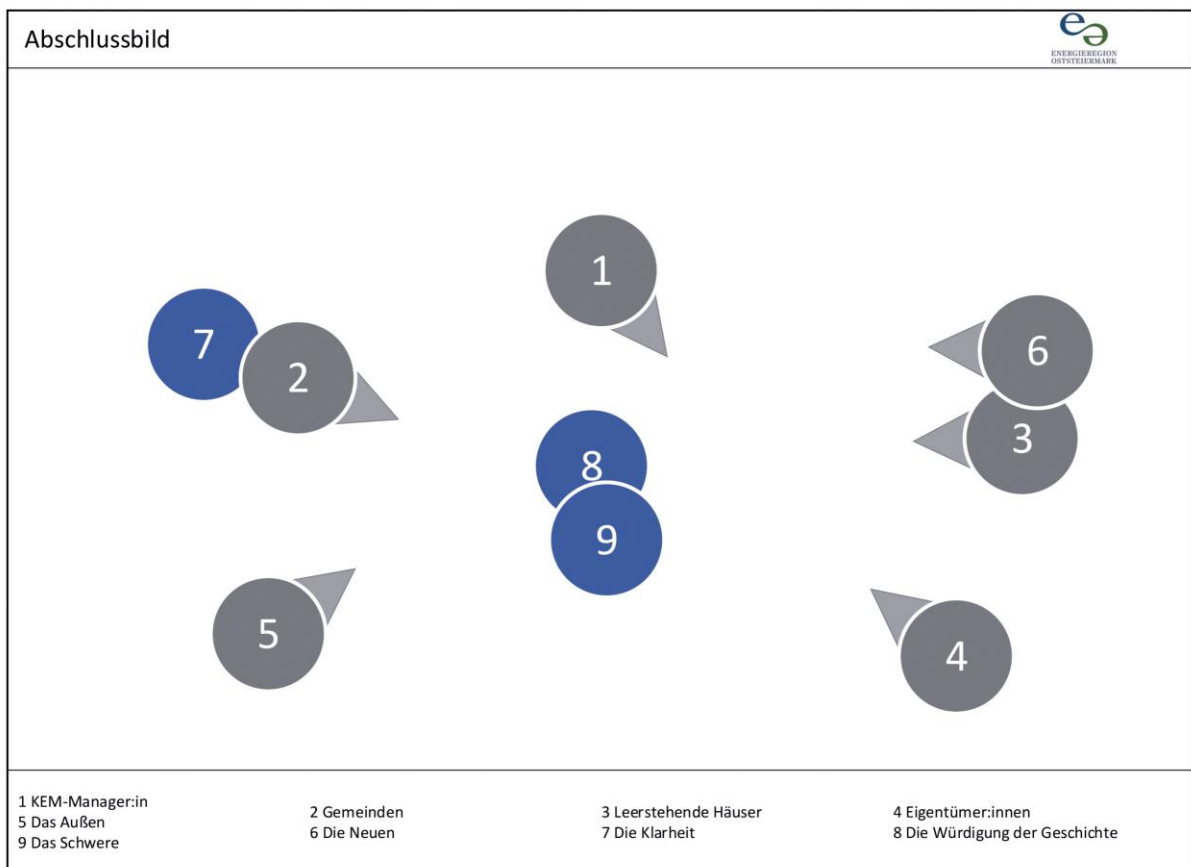 Abschlussbild
ENERGIEREGION
OSTSTEIERMARK
1
7
2
6
3
8
9
5
4
1 KEM-Manager:in
2 Gemeinden
3 Leerstehende Häuser
4 Eigentümer:innen
5 Das Außen
6 Die Neuen
7 Die Klarheit
8 Die Würdigung der Geschichte
9 Das Schwere